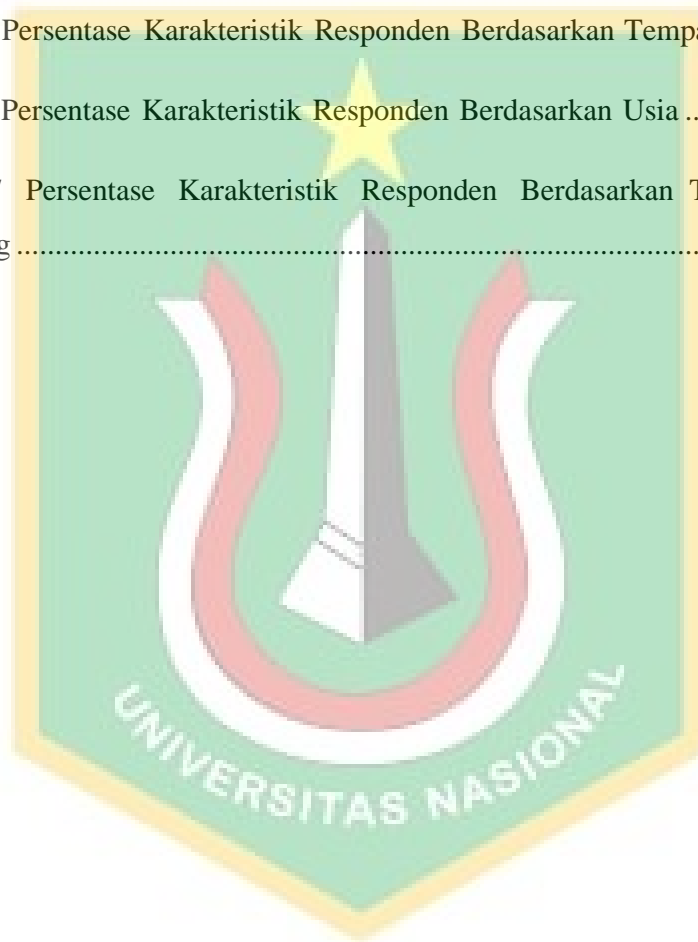 Persentase Karakteristik Responden Berdasarkan
Persentase Karakteristik Responden Berdasarkan Usia ..
Persentase Karakteristik Responden Berdasarkan
.......................................................................................
UNIVERSITAS NASIONAL